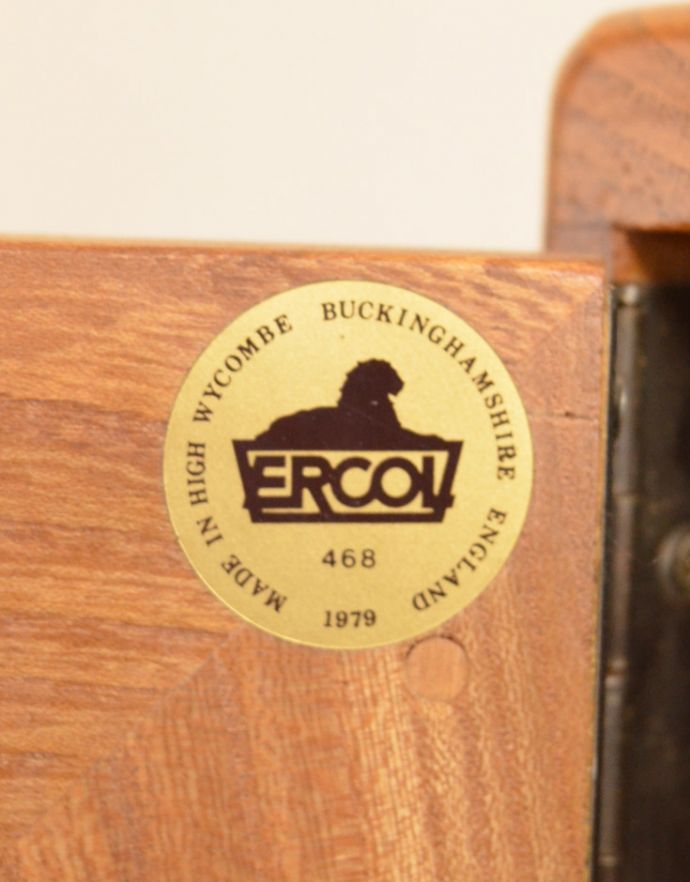 MADE IN HIGH WYCOMBE BUCKINGHAMSHIRE ENGLAND
ERCOL
468
1979